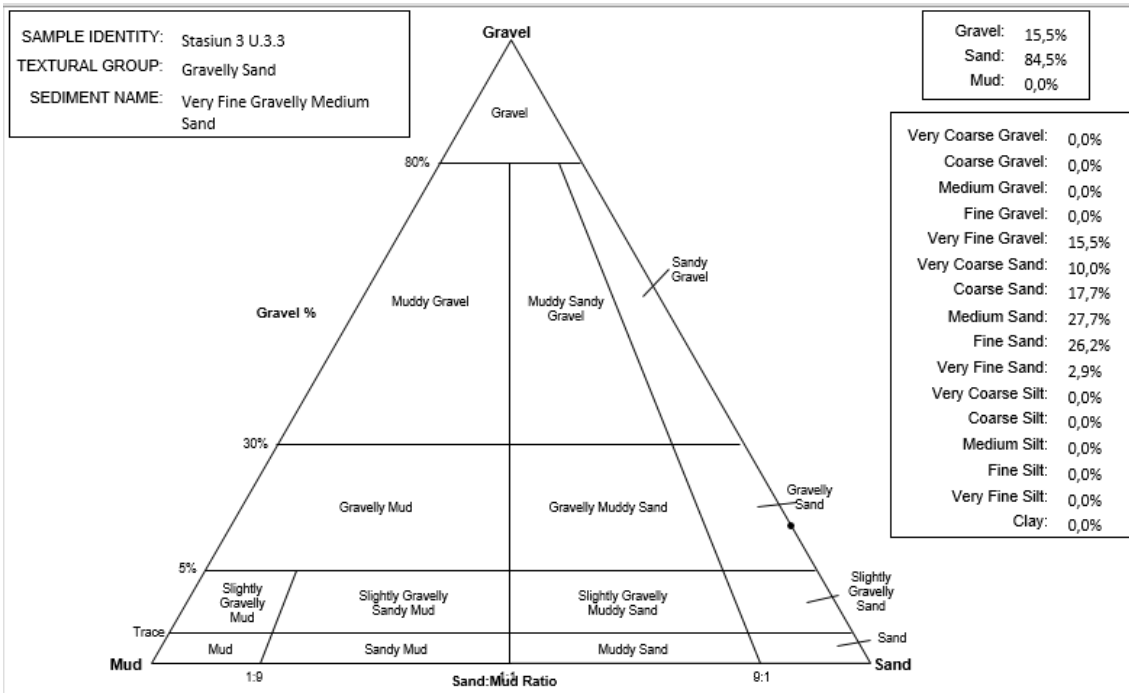 SAMPLE IDENTITY: Stasiun 3 U.3.3
TEXTURAL GROUP: Gravelly Sand
SEDIMENT NAME: Very Fine Gravelly Medium
Sand
Gravel: 15,5%
Sand: 84,5%
Mud: 0,0%
Very Coarse Gravel: 0,0%
Coarse Gravel: 0,0%
Medium Gravel: 0,0%
Fine Gravel: 0,0%
Very Fine Gravel: 15,5%
Very Coarse Sand: 10,0%
Coarse Sand: 17,7%
Medium Sand: 27,7%
Fine Sand: 26,2%
Very Fine Sand: 2,9%
Very Coarse Silt: 0,0%
Coarse Silt: 0,0%
Medium Silt: 0,0%
Fine Silt: 0,0%
Very Fine Silt: 0,0%
Clay: 0,0%
Gravel
Gravel
80%
Sandy
Gravel
Muddy Gravel
Muddy Sandy
Gravel
Gravel %
30%
Gravelly Mud
Gravelly Muddy Sand
Gravelly
Sand
5%
Slightly
Gravelly
Mud
Slightly Gravelly
Sandy Mud
Slightly Gravelly
Muddy Sand
Slightly
Gravelly
Sand
Trace
Mud
Sandy Mud
Muddy Sand
Sand
Mud
Sand
1:9
1:1
9:1
Sand:Mud Ratio